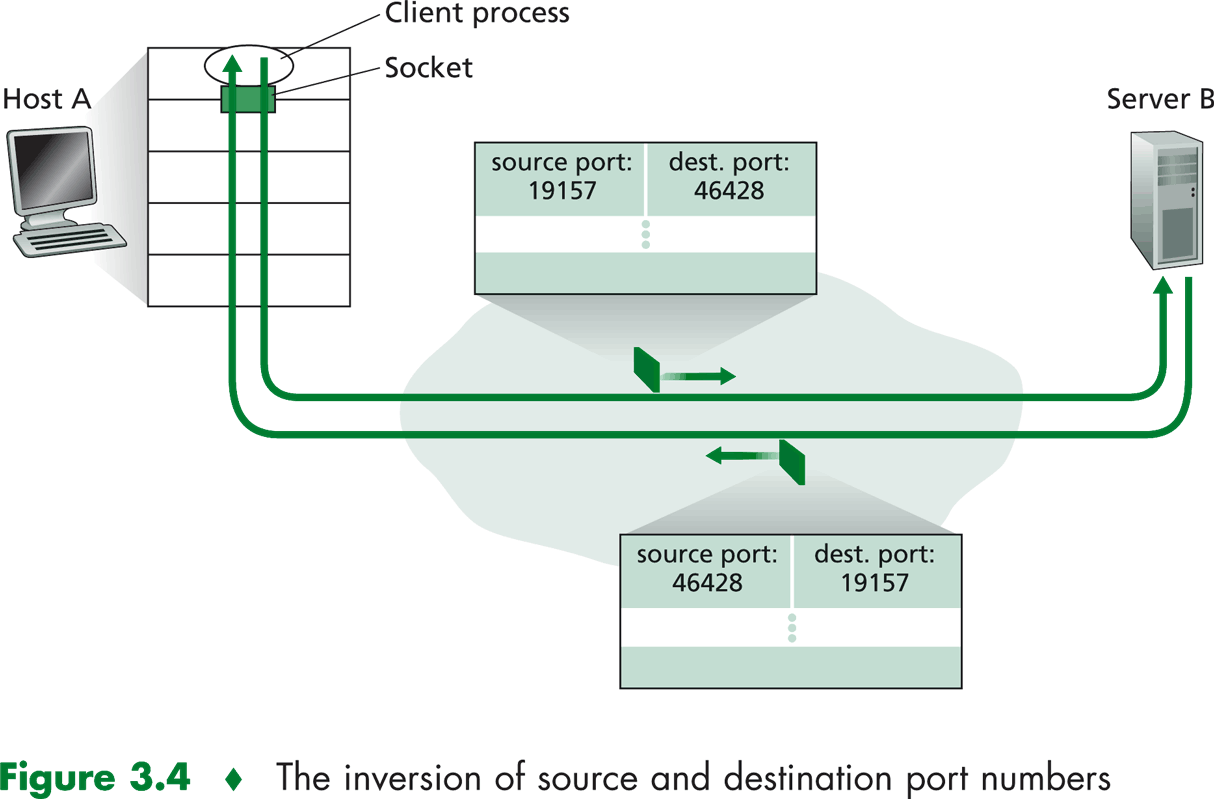 Client process
Socket
Host A
Server B
source port: dest. port:
19157 46428
source port: dest. port:
46428 19157
Figure 3.4 ♦ The inversion of source and destination port numbers